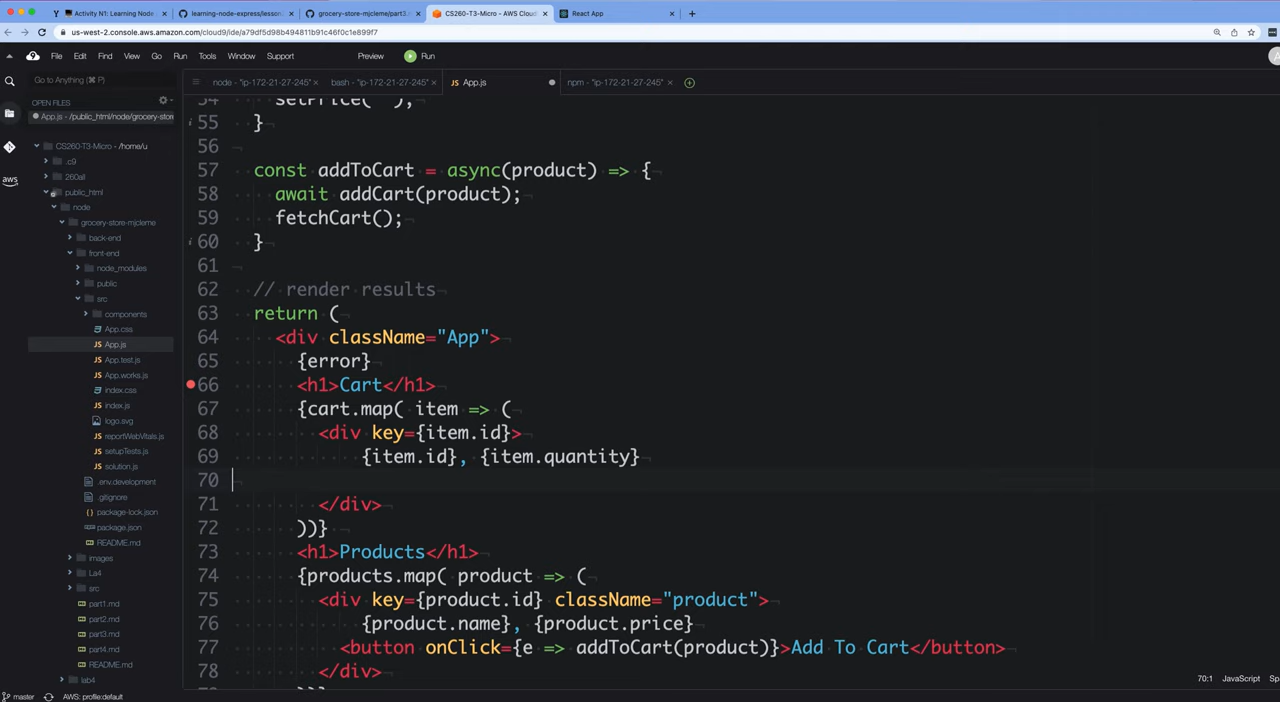 Activity N1: Learning Node
learning-node-express/lesson
grocery-store-mjcleme/part3.
CS260-T3-Micro - AWS Cloud
React App
us-west-2.console.aws.amazon.com/cloud9/ide/a79df5d98b494811b91c46f0c1e899f7
File Edit Find View Go Run Tools Window Support Preview Run
Go to Anything (⌘ P)
node - "ip-172-21-27-245"
bash - "ip-172-21-27-245"
App.js
npm - "ip-172-21-27-245"
OPEN FILES
App.js - /public_html/node/grocery-store
CS260-T3-Micro - /home/u
.c9
260all
public_html
node
grocery-store-mjcleme
back-end
front-end
node_modules
public
src
components
App.css
App.js
App.test.js
App.works.js
index.css
index.js
logo.svg
reportWebVitals.js
setupTests.js
solution.js
.env.development
.gitignore
package-lock.json
package.json
README.md
images
La4
src
part1.md
part2.md
part3.md
part4.md
README.md
lab4
54 setPrice("");
55 }
56
57 const addToCart = async(product) => {
58 await addCart(product);
59 fetchCart();
60 }
61
62 // render results
63 return (
64 <div className="App">
65 {error}
66 <h1>Cart</h1>
67 {cart.map( item => (
68 <div key={item.id}>
69 {item.id}, {item.quantity}
70
71 </div>
72 ))}
73 <h1>Products</h1>
74 {products.map( product => (
75 <div key={product.id} className="product">
76 {product.name}, {product.price}
77 <button onClick={e => addToCart(product)}>Add To Cart</button>
78 </div>
master
AWS: profile:default
70:1 JavaScript Sp